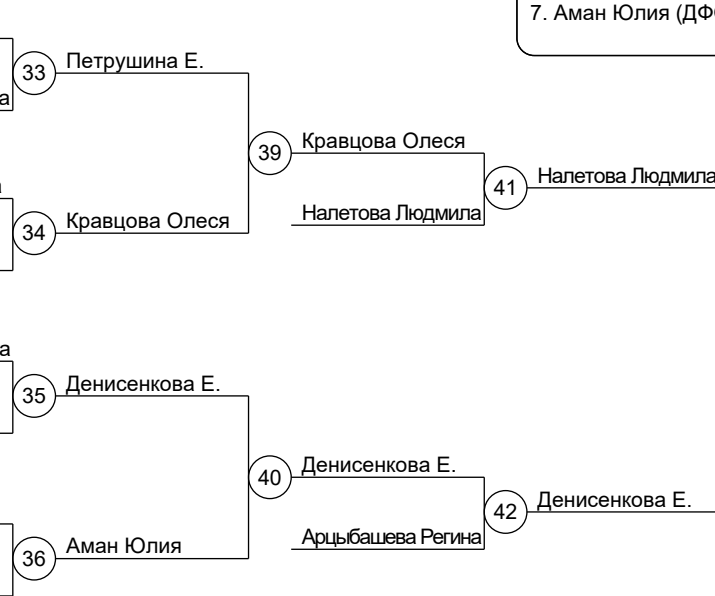 7. Аман Юлия (ДФО
33 Петрушина Е.
39 Кравцова Олеся
41 Налетова Людмила
34 Кравцова Олеся
Налетова Людмила
35 Денисенкова Е.
40 Денисенкова Е.
42 Денисенкова Е.
36 Аман Юлия
Арцыбашева Регина